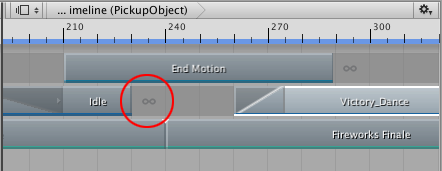 ... imeline (PickupObject)
210 240 270 300
End Motion ∞
Idle ∞ Victory_Dance
Fireworks Finale